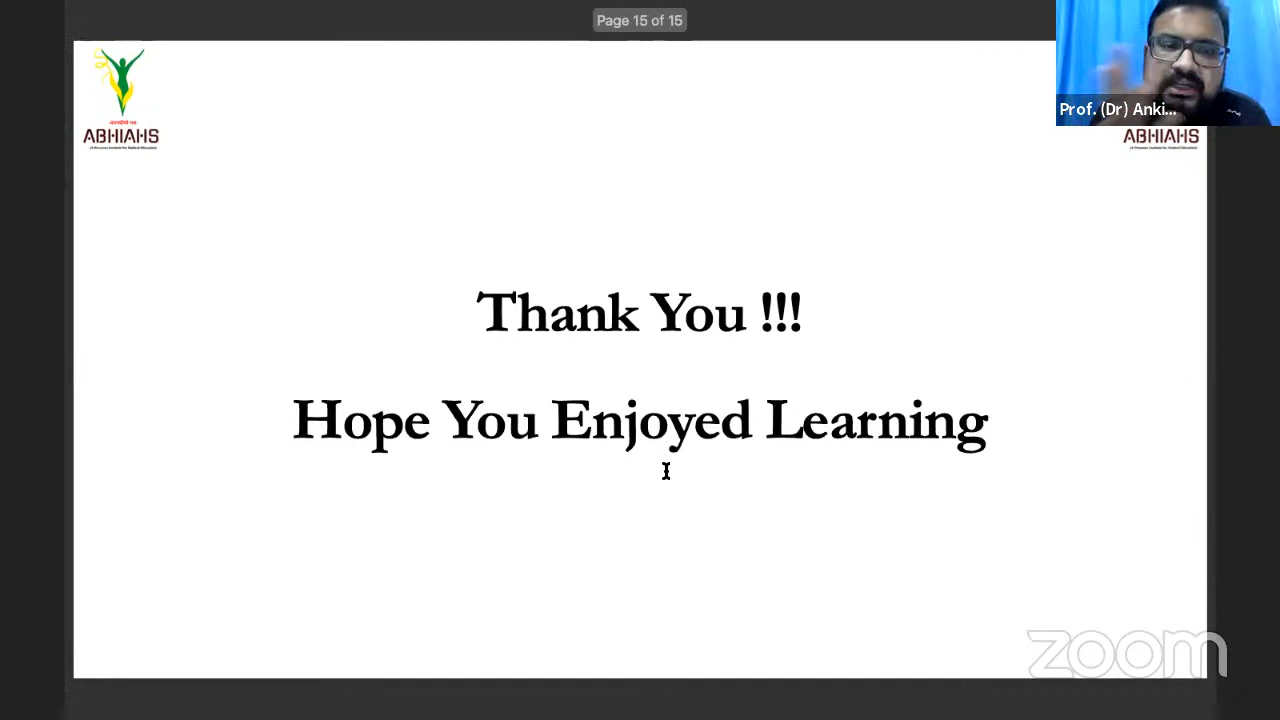 Page 15 of 15
Prof. (Dr) Anki...
ABHIAHS
ABHIAHS
Thank You !!!
Hope You Enjoyed Learning
zoom